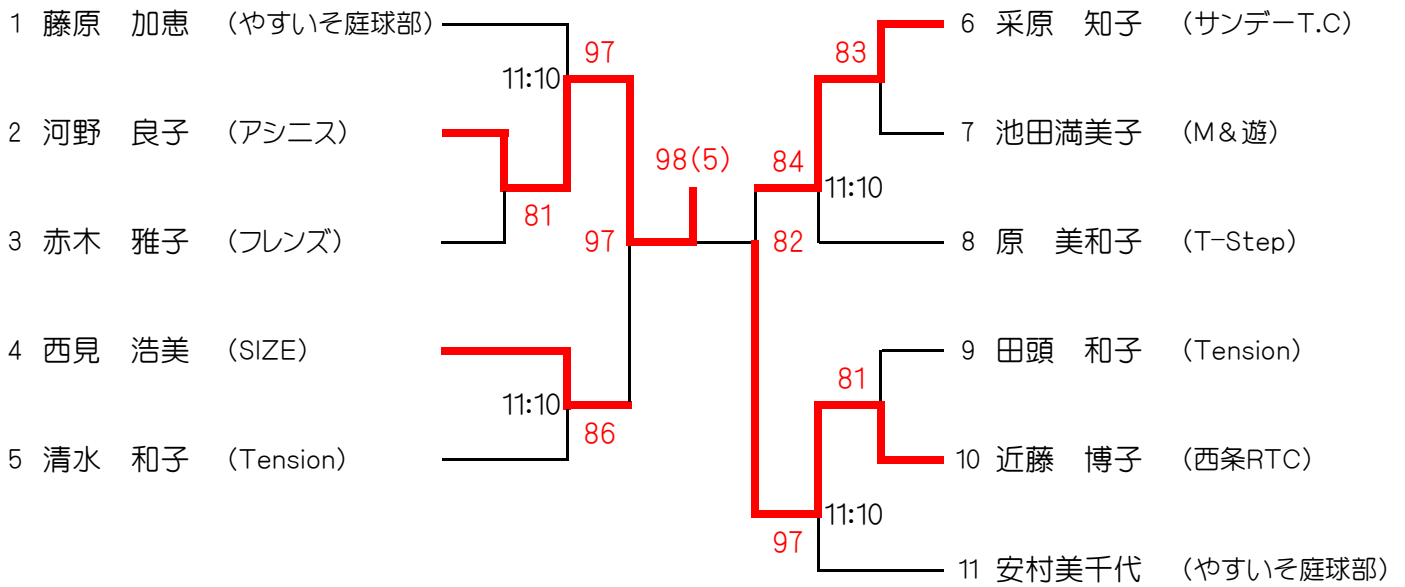 1 藤原 加恵 (やすいそ庭球部)
2 河野 良子 (アシニス)
3 赤木 雅子 (フレンズ)
4 西見 浩美 (SIZE)
5 清水 和子 (Tension)
11:10
97
81
97
11:10
86
98(5)
83
84
11:10
82
81
11:10
97
6 采原 知子 (サンデーT.C)
7 池田満美子 (M&遊)
8 原 美和子 (T-Step)
9 田頭 和子 (Tension)
10 近藤 博子 (西条RTC)
11 安村美千代 (やすいそ庭球部)